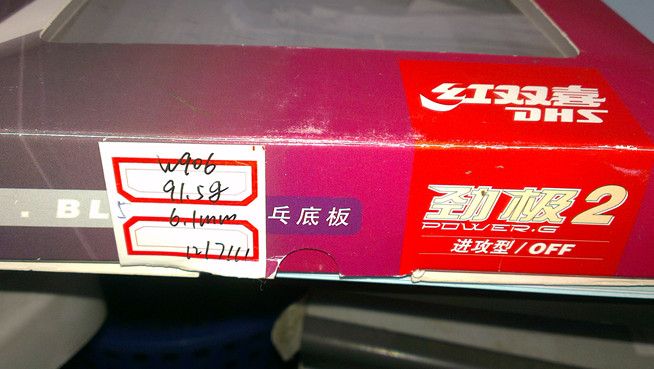 红双喜
DHS
W906
91.5g
6.1mm
1217111
. BL
乓底板
劲极2
POWER.G
进攻型/OFF